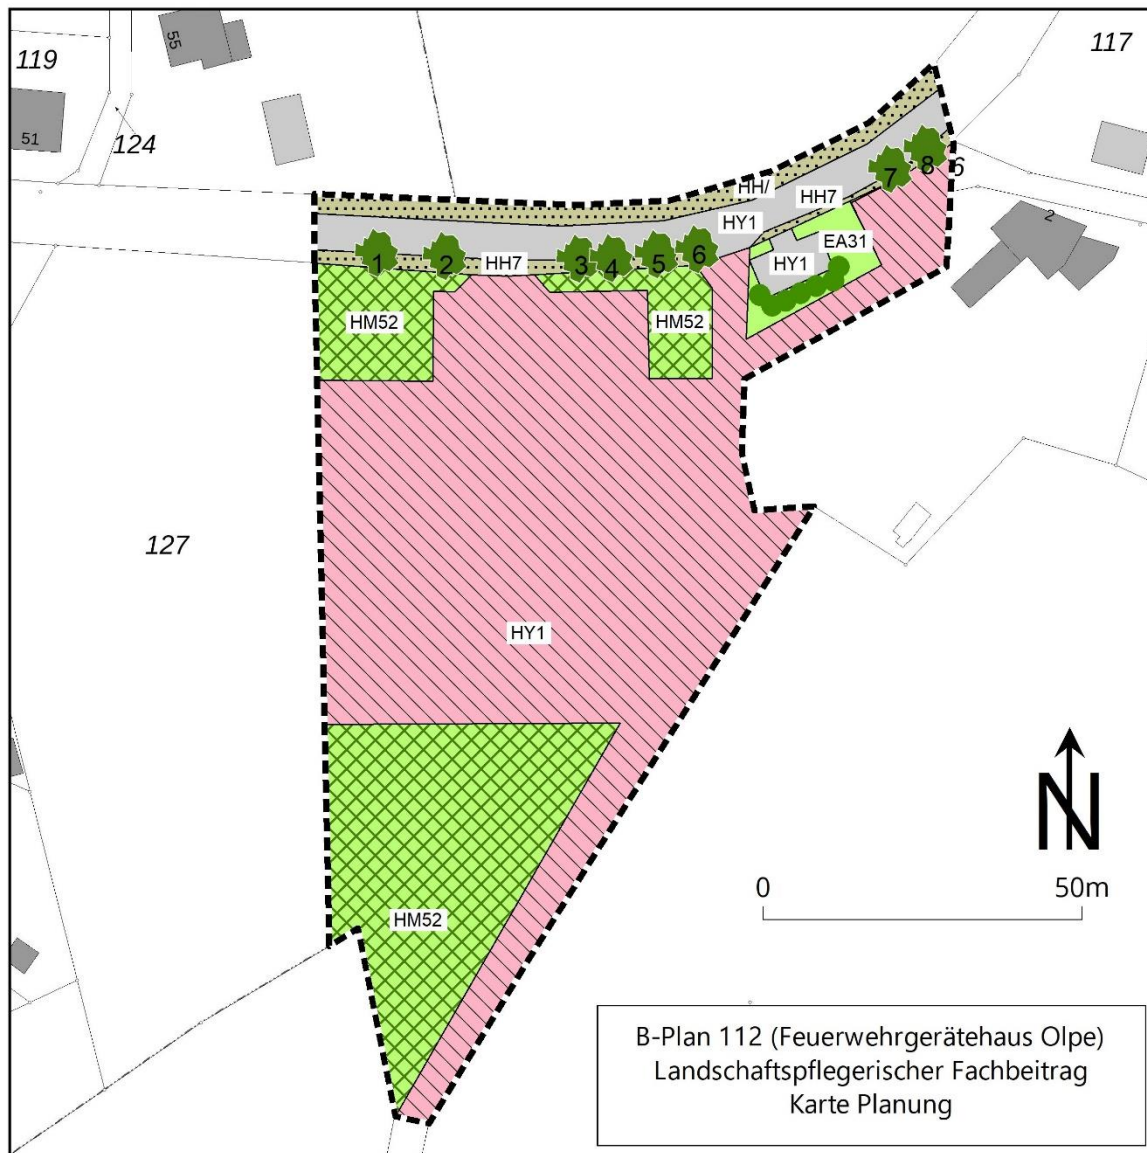 55
119
117
51
124
HH/
HH7
7
8
6
HY1
EA31
2
1
2
HH7
3
4
5
6
HY1
HM52
HM52
127
HY1
N
0
50m
HM52
B-Plan 112 (Feuerwehrgerätehaus Olpe)
Landschaftspflegerischer Fachbeitrag
Karte Planung